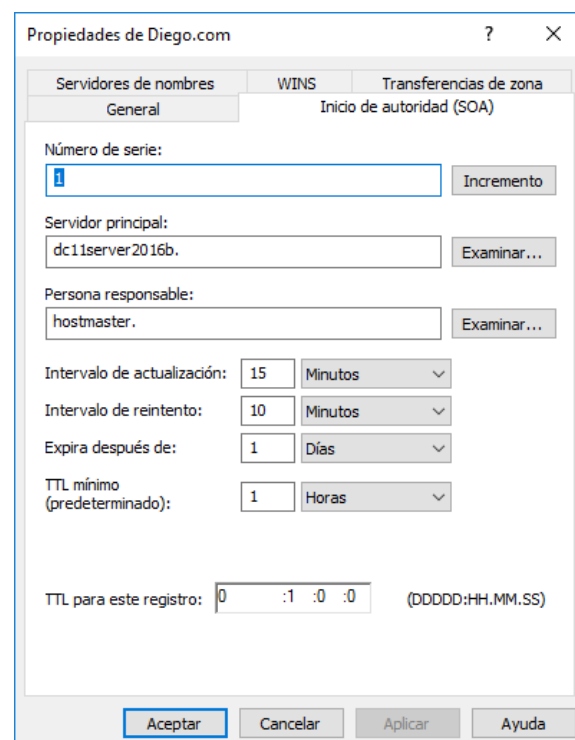 Propiedades de Diego.com ? X
Servidores de nombres WINS Transferencias de zona
General Inicio de autoridad (SOA)
Número de serie:
1 Incremento
Servidor principal:
dc11server2016b. Examinar...
Persona responsable:
hostmaster. Examinar...
Intervalo de actualización: 15 Minutos
Intervalo de reintento: 10 Minutos
Expira después de: 1 Días
TTL mínimo
(predeterminado): 1 Horas
TTL para este registro: 0 :1 :0 :0 (DDDDD:HH.MM.SS)
Aceptar Cancelar Aplicar Ayuda